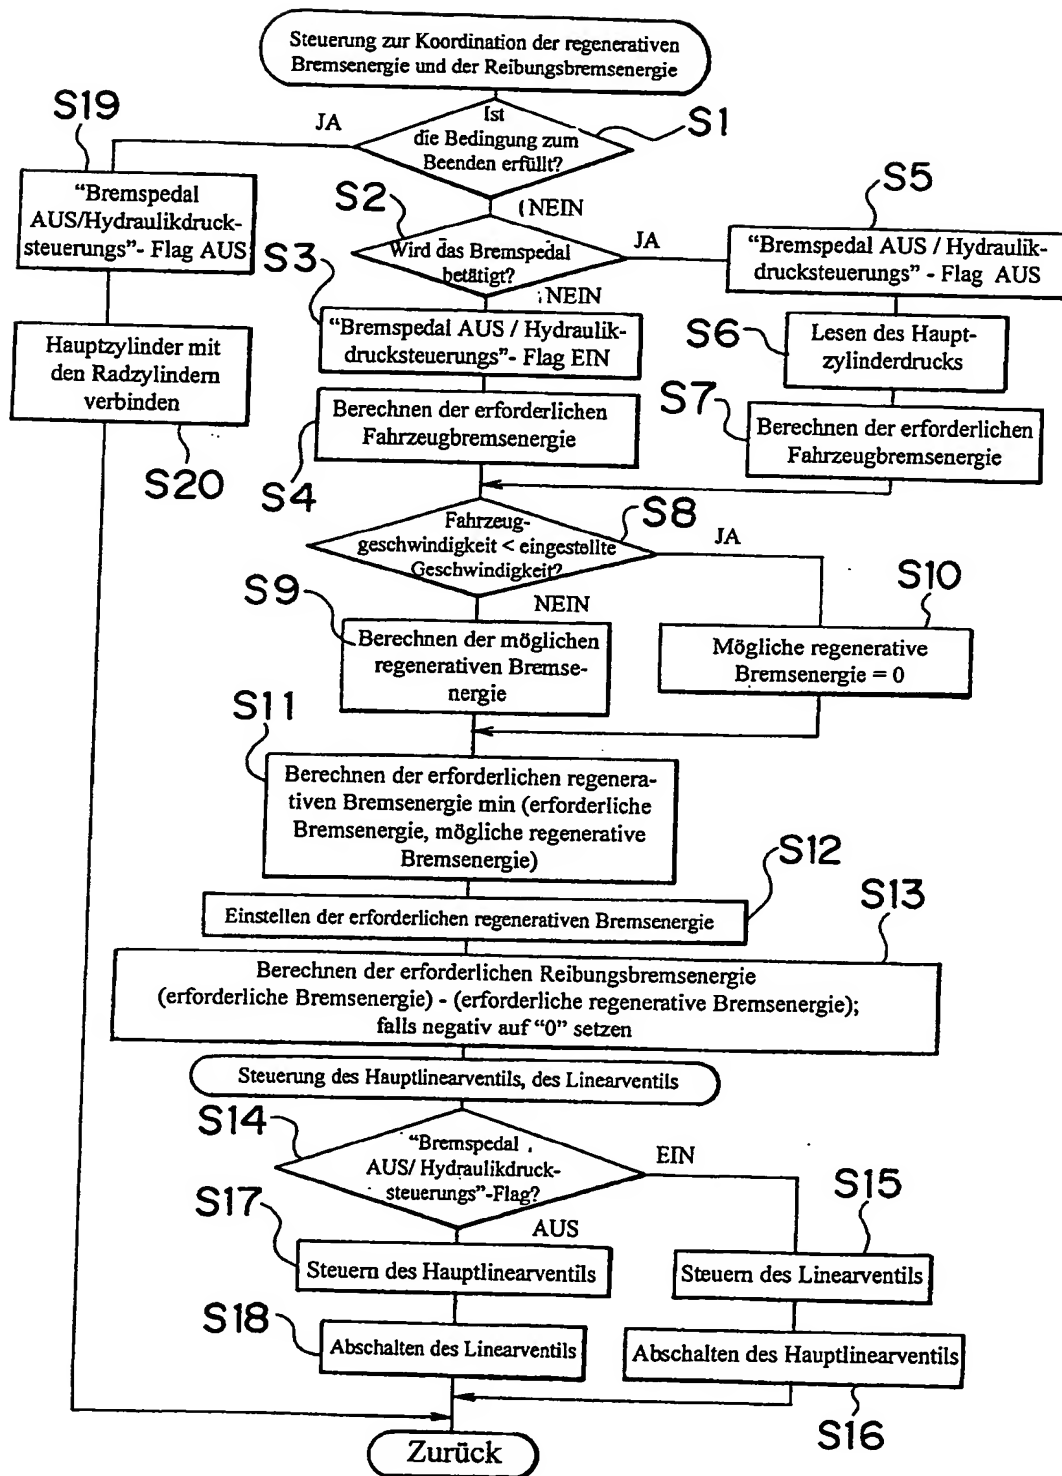 Steuerung zur Koordination der regenerativen
Bremsenergie und der Reibungsbremsenergie
S19
JA
Ist
die Bedingung zum
Beenden erfüllt?
S1
"Bremspedal
AUS/Hydraulikdruck-
steuerungs"- Flag AUS
S2
NEIN
S5
Wird das Bremspedal
betätigt?
JA
"Bremspedal AUS / Hydraulik-
drucksteuerungs" - Flag AUS
S3
NEIN
"Bremspedal AUS / Hydraulik-
drucksteuerungs"- Flag EIN
S6
Lesen des Haupt-
zylinderdrucks
Hauptzylinder mit
den Radzylindern
verbinden
S20
Berechnen der erforderlichen
Fahrzeugbremsenergie
S4
S7
Berechnen der erforderlichen
Fahrzeugbremsenergie
Fahrzeug-
geschwindigkeit < eingestellte
Geschwindigkeit?
S8
JA
S9
NEIN
S10
Berechnen der möglichen
regenerativen Bremse-
nergie
Mögliche regenerative
Bremsenergie = 0
S11
Berechnen der erforderlichen regenera-
tiven Bremsenergie min (erforderliche
Bremsenergie, mögliche regenerative
Bremsenergie)
S12
Einstellen der erforderlichen regenerativen Bremsenergie
S13
Berechnen der erforderlichen Reibungsbremsenergie
(erforderliche Bremsenergie) - (erforderliche regenerative Bremsenergie);
falls negativ auf "0" setzen
Steuerung des Hauptlinearventils, des Linearventils
S14
"Bremspedal
AUS/ Hydraulikdruck-
steuerungs"-Flag?
EIN
S17
AUS
S15
Steuern des Hauptlinearventils
Steuern des Linearventils
S18
Abschalten des Linearventils
Abschalten des Hauptlinearventils
S16
Zurück